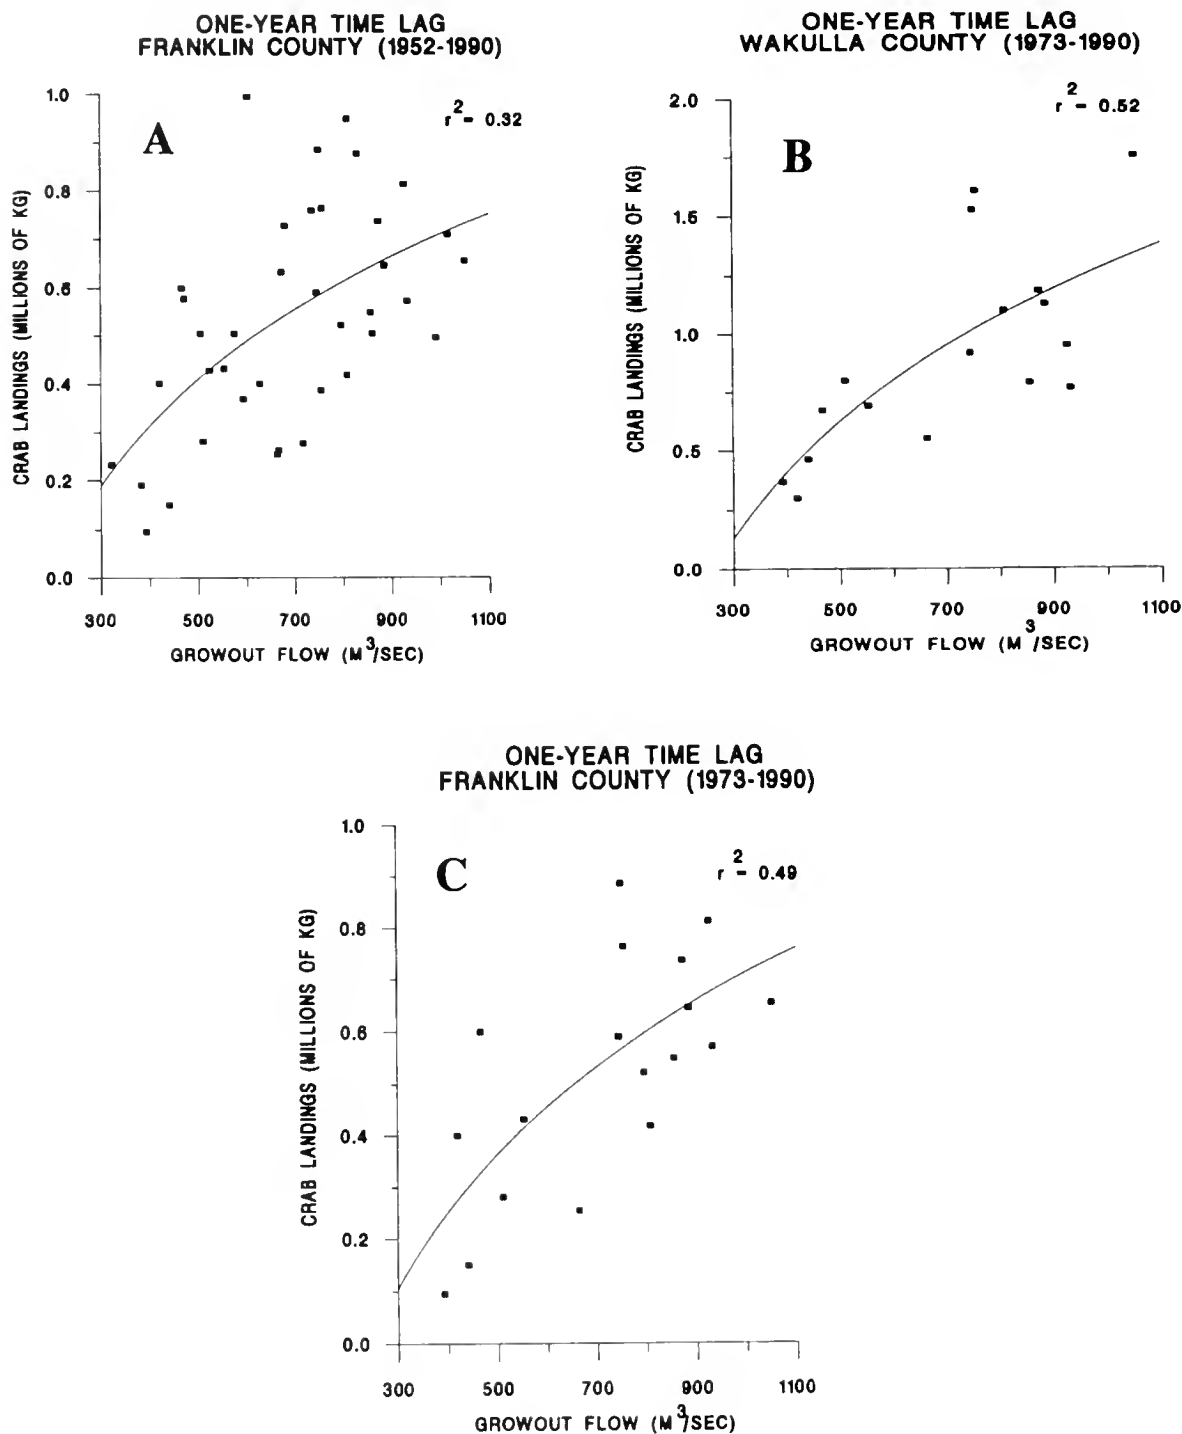 ONE-YEAR TIME LAG
FRANKLIN COUNTY (1952-1990)
A
r2= 0.32
CRAB LANDINGS (MILLIONS OF KG)
1.0
0.8
0.6
0.4
0.2
0.0
300 500 700 900 1100
GROWOUT FLOW (M3/SEC)
ONE-YEAR TIME LAG
WAKULLA COUNTY (1973-1990)
B
r2= 0.52
CRAB LANDINGS (MILLIONS OF KG)
2.0
1.5
1.0
0.5
0.0
300 500 700 900 1100
GROWOUT FLOW (M3/SEC)
ONE-YEAR TIME LAG
FRANKLIN COUNTY (1973-1990)
C
r2= 0.49
CRAB LANDINGS (MILLIONS OF KG)
1.0
0.8
0.6
0.4
0.2
0.0
300 500 700 900 1100
GROWOUT FLOW (M3/SEC)